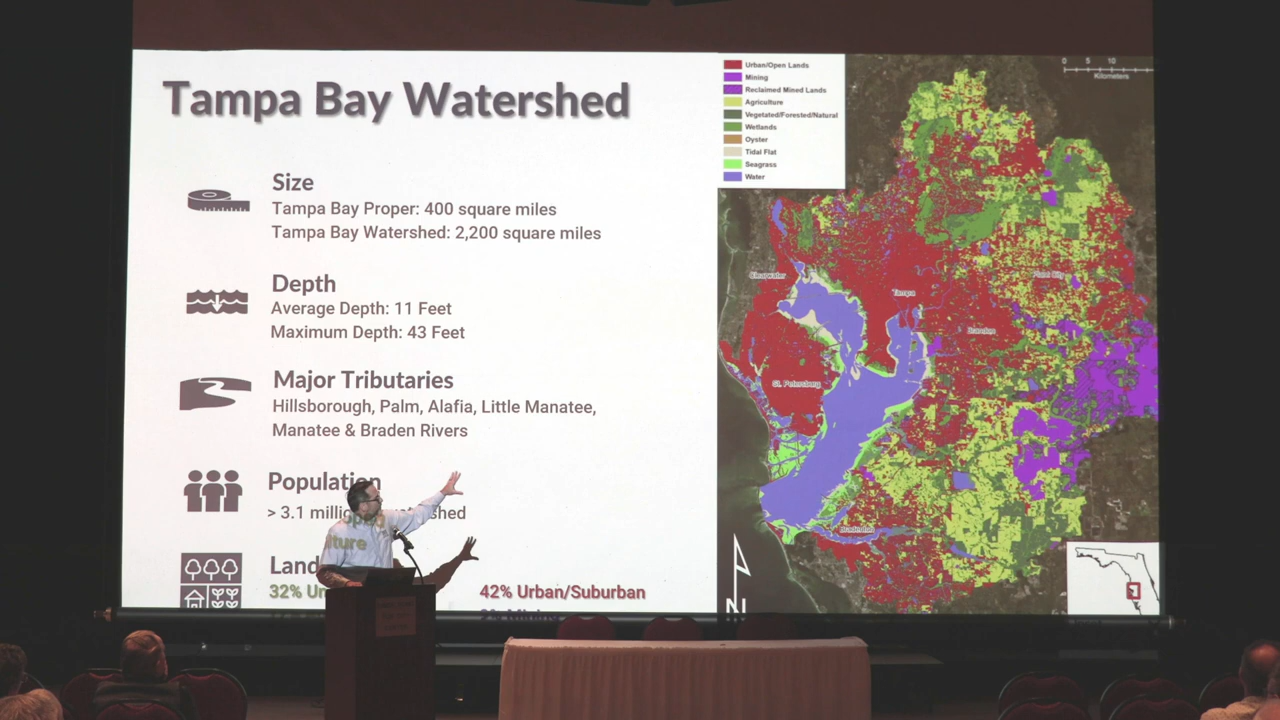 Tampa Bay Watershed
Size
Tampa Bay Proper: 400 square miles
Tampa Bay Watershed: 2,200 square miles
Depth
Average Depth: 11 Feet
Maximum Depth: 43 Feet
Major Tributaries
Hillsborough, Palm, Alafia, Little Manatee,
Manatee & Braden Rivers
Population
> 3.1
Land
32%
42% Urban/Suburban
Urban/Open Lands
Mining
Reclaimed Mined Lands
Agriculture
Vegetated/Forested/Natural
Wetlands
Oyster
Tidal Flat
Seagrass
Water
0 5 10
Kilometers
Clearwater
Tampa
Plant City
Brandon
St. Petersburg
Bradenton
N